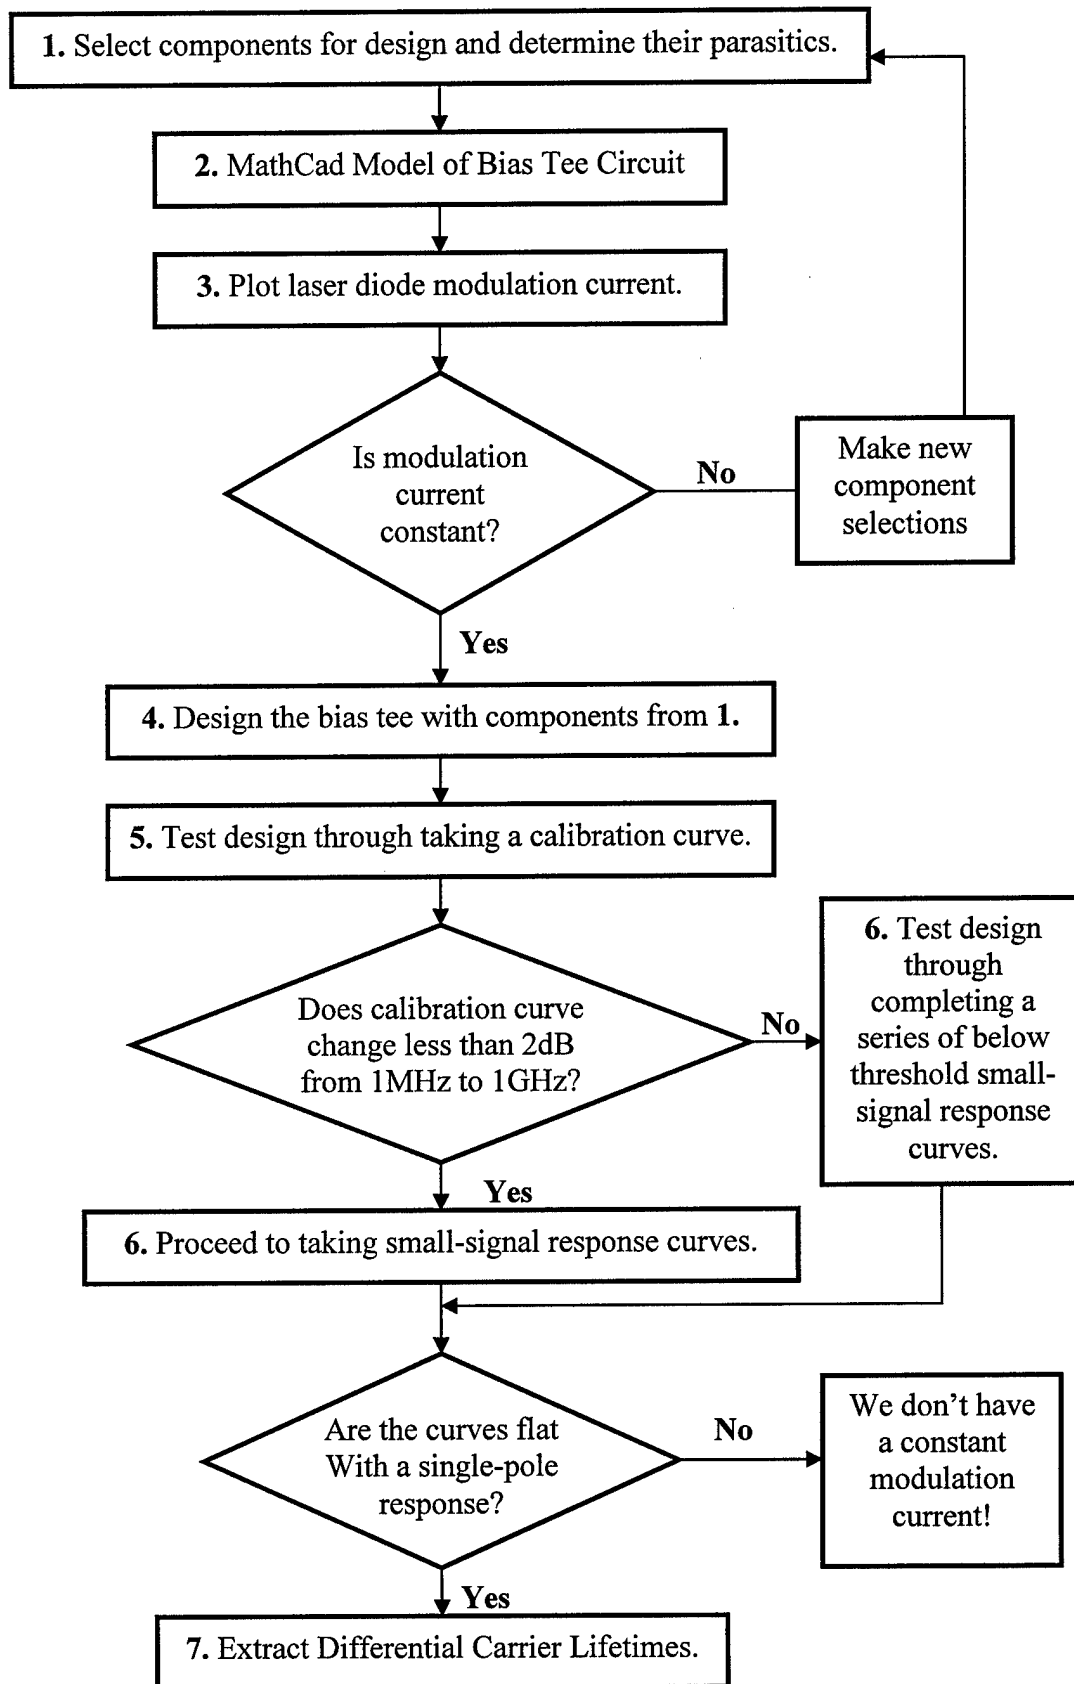 1. Select components for design and determine their parasitics.
2. MathCad Model of Bias Tee Circuit
3. Plot laser diode modulation current.
Is modulation
current
constant?
No
Make new
component
selections
Yes
4. Design the bias tee with components from 1.
5. Test design through taking a calibration curve.
Does calibration curve
change less than 2dB
from 1MHz to 1GHz?
No
6. Test design
through
completing a
series of below
threshold small-
signal response
curves.
Yes
6. Proceed to taking small-signal response curves.
Are the curves flat
With a single-pole
response?
No
We don't have
a constant
modulation
current!
Yes
7. Extract Differential Carrier Lifetimes.